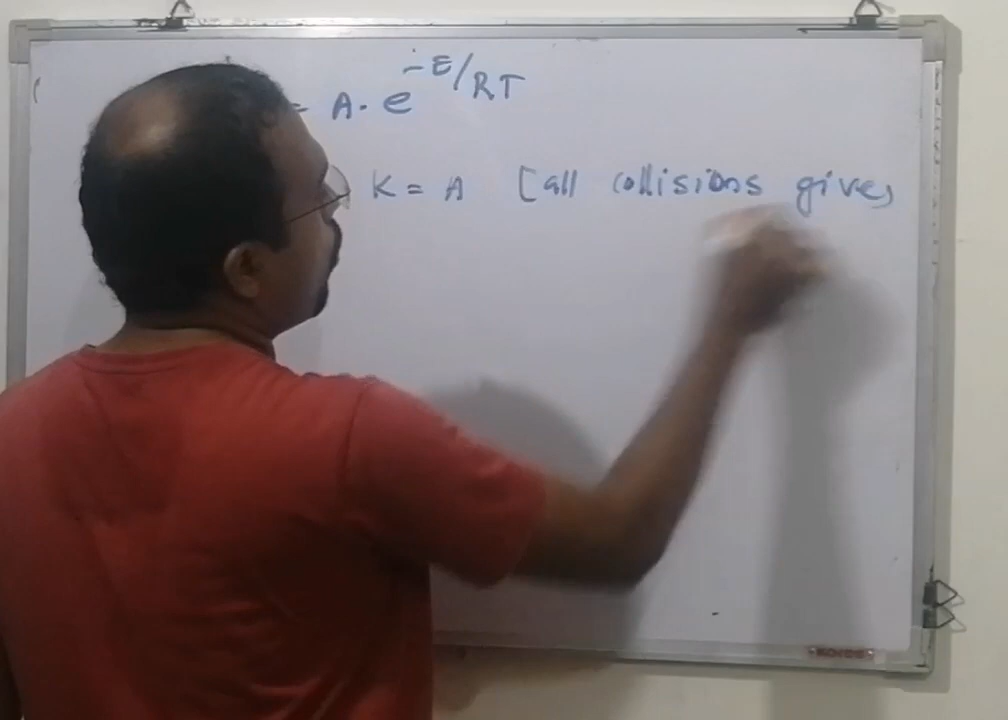 = A. e^-E/RT
K = A [all collisions gives